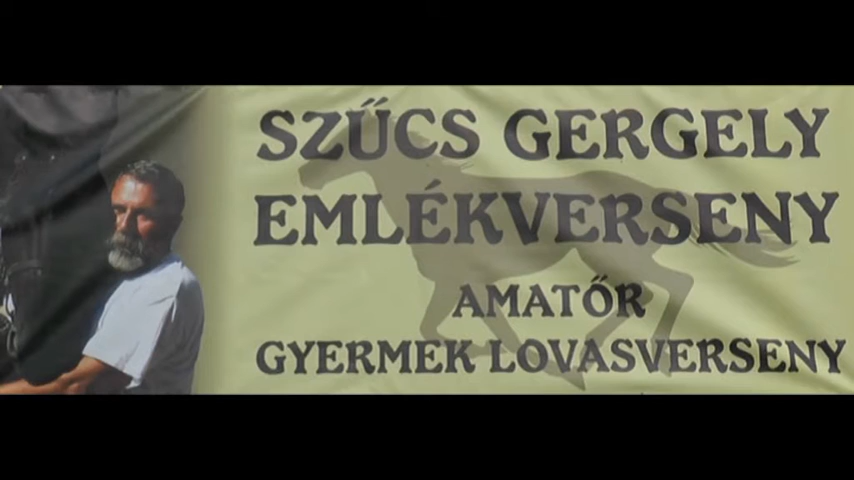 SZŰCS GERGELY
EMLÉKVERSENY
AMATŐR
GYERMEK LOVASVERSENY